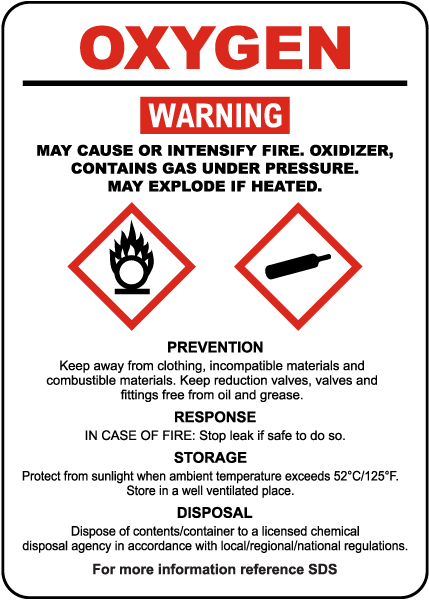 OXYGEN
WARNING
MAY CAUSE OR INTENSIFY FIRE. OXIDIZER,
CONTAINS GAS UNDER PRESSURE.
MAY EXPLODE IF HEATED.
PREVENTION
Keep away from clothing, incompatible materials and
combustible materials. Keep reduction valves, valves and
fittings free from oil and grease.
RESPONSE
IN CASE OF FIRE: Stop leak if safe to do so.
STORAGE
Protect from sunlight when ambient temperature exceeds 52°C/125°F.
Store in a well ventilated place.
DISPOSAL
Dispose of contents/container to a licensed chemical
disposal agency in accordance with local/regional/national regulations.
For more information reference SDS